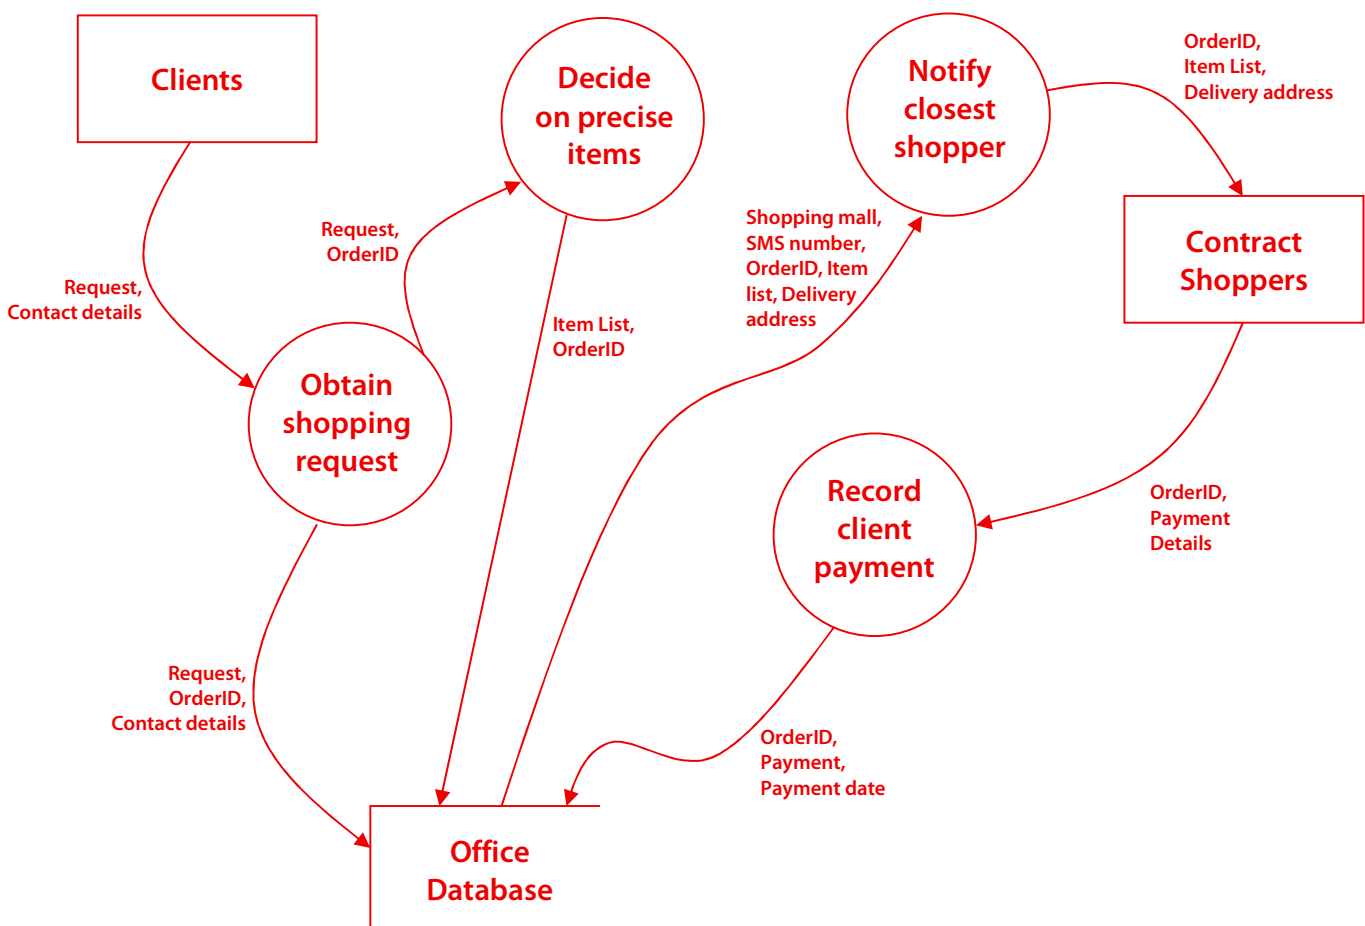 Clients
Decide
on precise
items
Notify
closest
shopper
OrderID,
Item List,
Delivery address
Request,
OrderID
Shopping mall,
SMS number,
OrderID, Item
list, Delivery
address
Contract
Shoppers
Request,
Contact details
Item List,
OrderID
Obtain
shopping
request
Record
client
payment
OrderID,
Payment
Details
Request,
OrderID,
Contact details
OrderID,
Payment,
Payment date
Office
Database